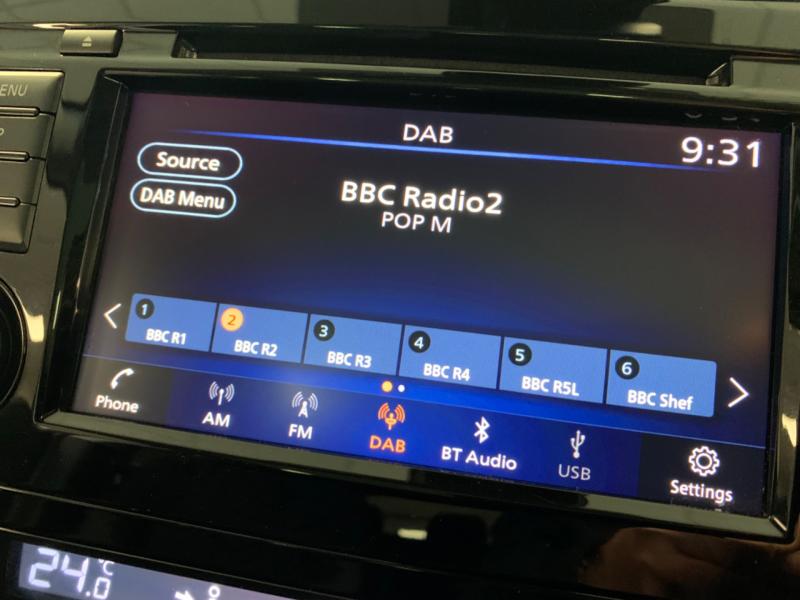 MENU
DAB
9:31
Source
DAB Menu
BBC Radio2
POP M
1 BBC R1
2 BBC R2
3 BBC R3
4 BBC R4
5 BBC R5L
6 BBC Shef
Phone
AM
FM
DAB
BT Audio
USB
Settings
24.0°C